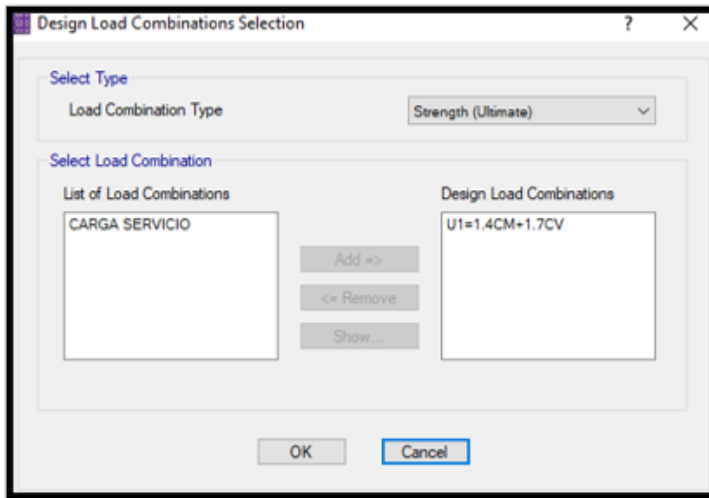 Design Load Combinations Selection
?
Select Type
Load Combination Type
Strength (Ultimate)
Select Load Combination
List of Load Combinations
Design Load Combinations
CARGA SERVICIO
U1=1.4CM+1.7CV
Add =>
<= Remove
Show...
OK
Cancel